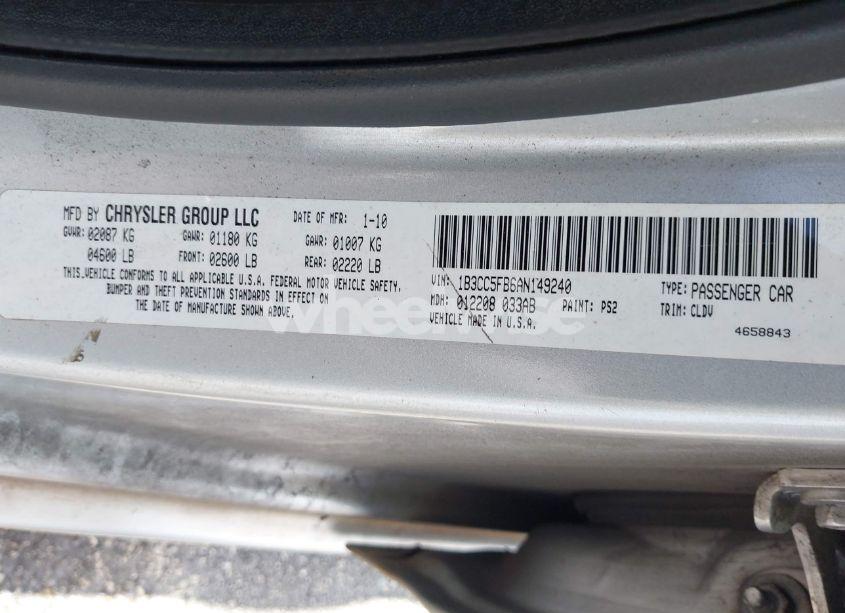 MFD BY CHRYSLER GROUP LLC DATE OF MFR: 1-10
GVWR: 02087 KG GAWR: 01180 KG GAWR: 01007 KG
04600 LB FRONT: 02600 LB REAR: 02220 LB
THIS VEHICLE CONFORMS TO ALL APPLICABLE U.S.A. FEDERAL MOTOR VEHICLE SAFETY,
BUMPER AND THEFT PREVENTION STANDARDS IN EFFECT ON
THE DATE OF MANUFACTURE SHOWN ABOVE.
VIN: 1B3CC5FB6AN149240 TYPE: PASSENGER CAR
MDH: 012208 033AB PAINT: PS2 TRIM: CLDV
VEHICLE MADE IN U.S.A.
4658843